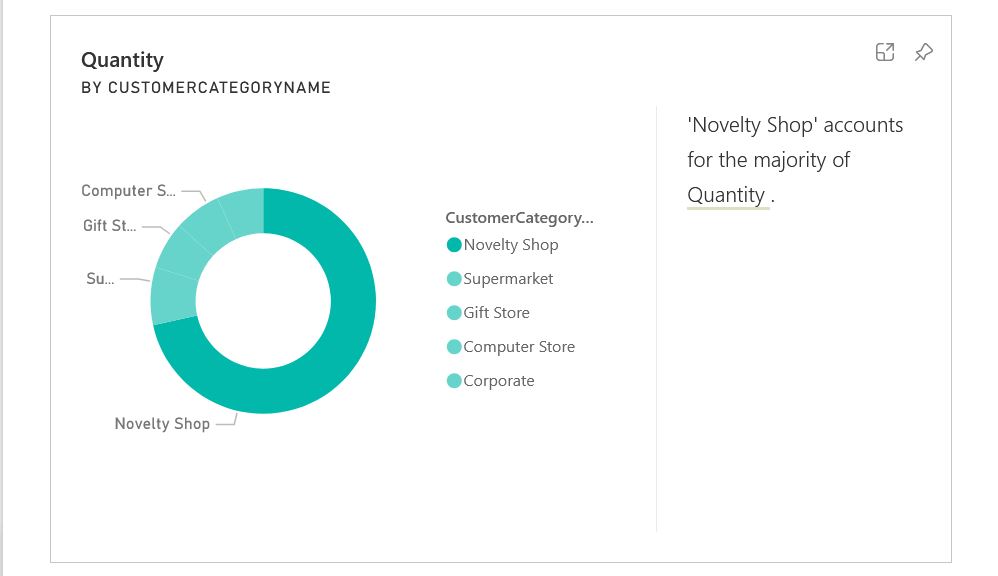 Quantity
BY CUSTOMERCATEGORYNAME
'Novelty Shop' accounts
for the majority of
Quantity .
Computer S...
Gift St...
Su...
Novelty Shop
CustomerCategory...
Novelty Shop
Supermarket
Gift Store
Computer Store
Corporate